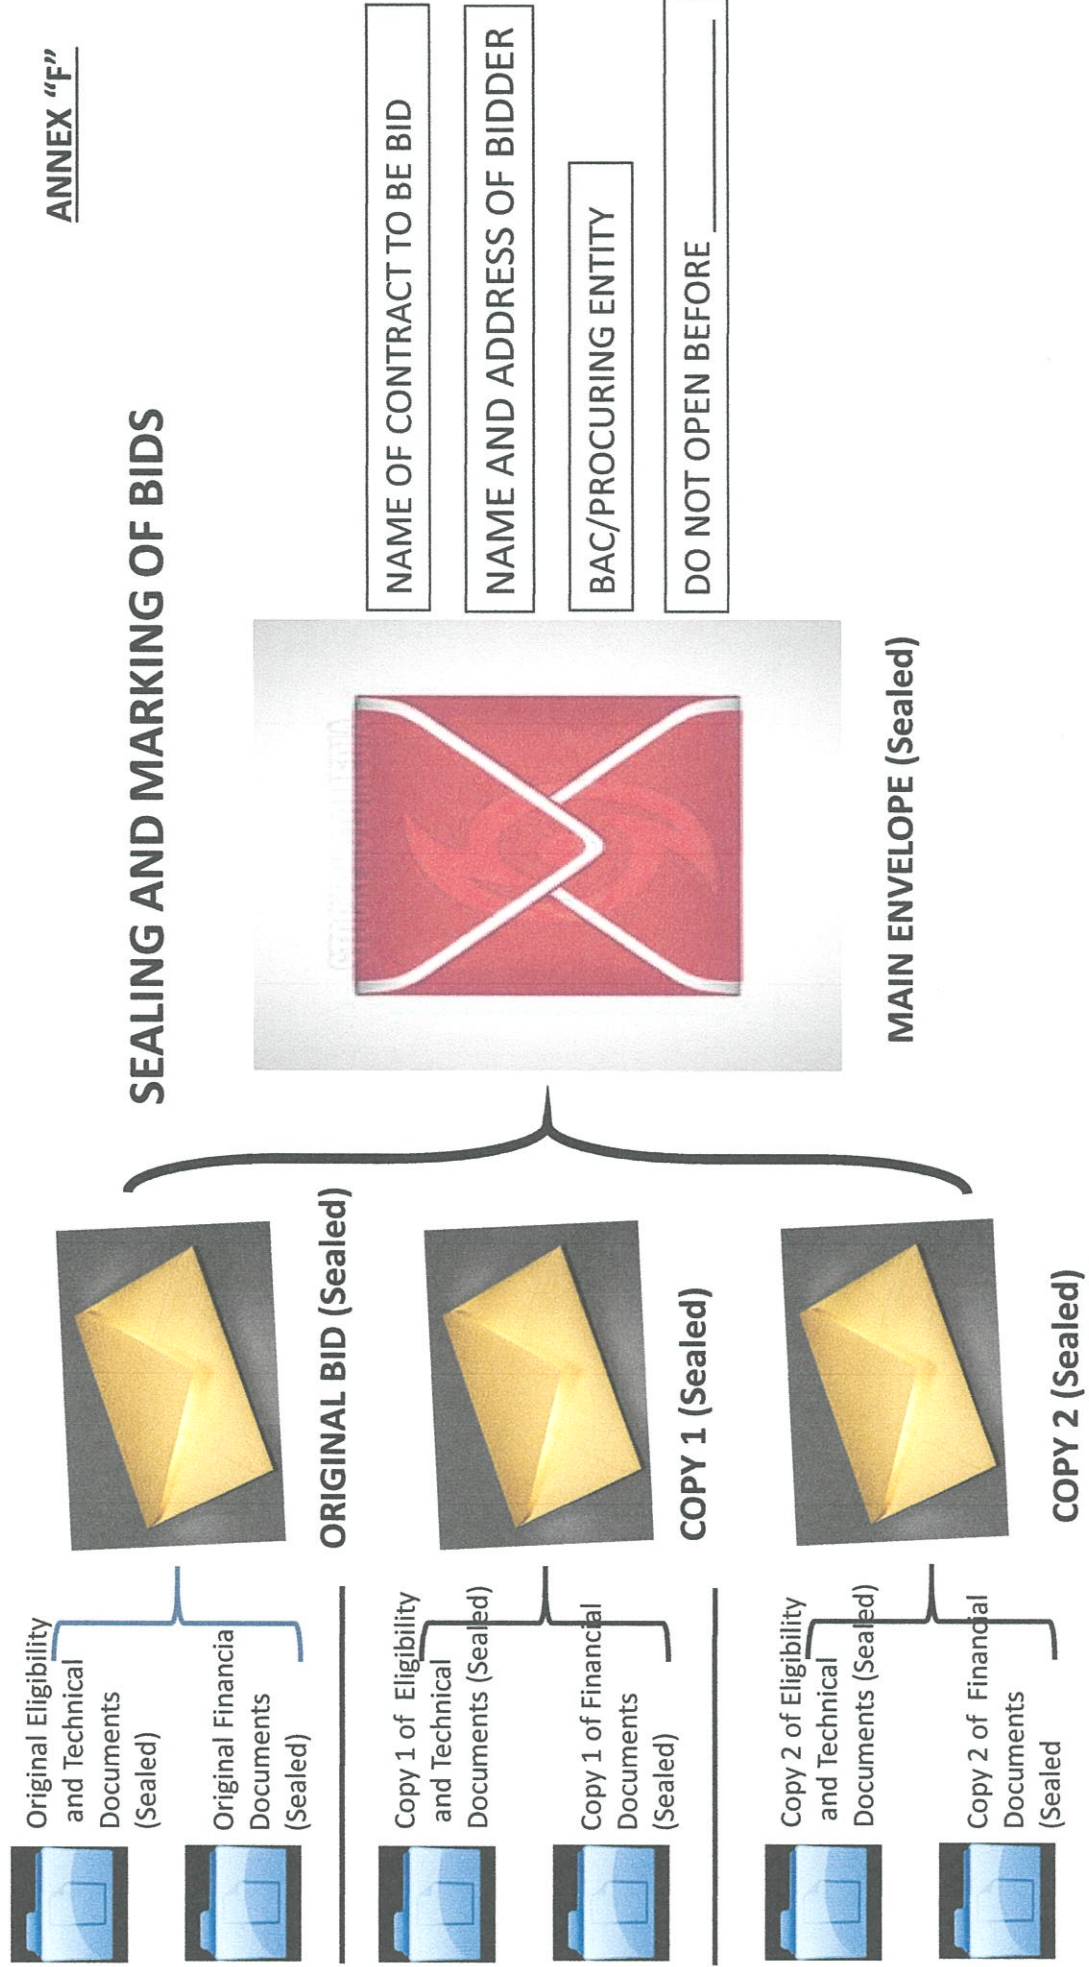 ANNEX “F”
SEALING AND MARKING OF BIDS
Original Eligibility
and Technical
Documents
(Sealed)
Original Financia
Documents
(Sealed)
ORIGINAL BID (Sealed)
Copy 1 of Eligibility
and Technical
Documents (Sealed)
Copy 1 of Financial
Documents
(Sealed)
COPY 1 (Sealed)
Copy 2 of Eligibility
and Technical
Documents (Sealed)
Copy 2 of Financial
Documents
(Sealed
COPY 2 (Sealed)
MAIN ENVELOPE (Sealed)
NAME OF CONTRACT TO BE BID
NAME AND ADDRESS OF BIDDER
BAC/PROCURING ENTITY
DO NOT OPEN BEFORE ________